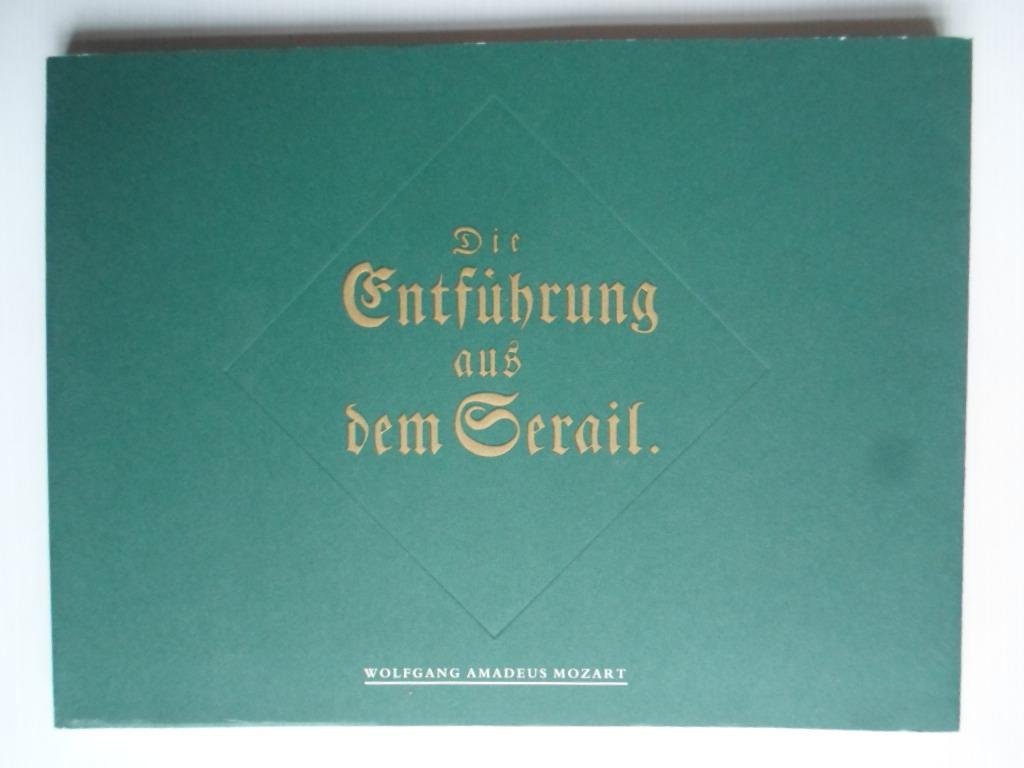 Die
Entführung
aus
dem Serail.
WOLFGANG AMADEUS MOZART